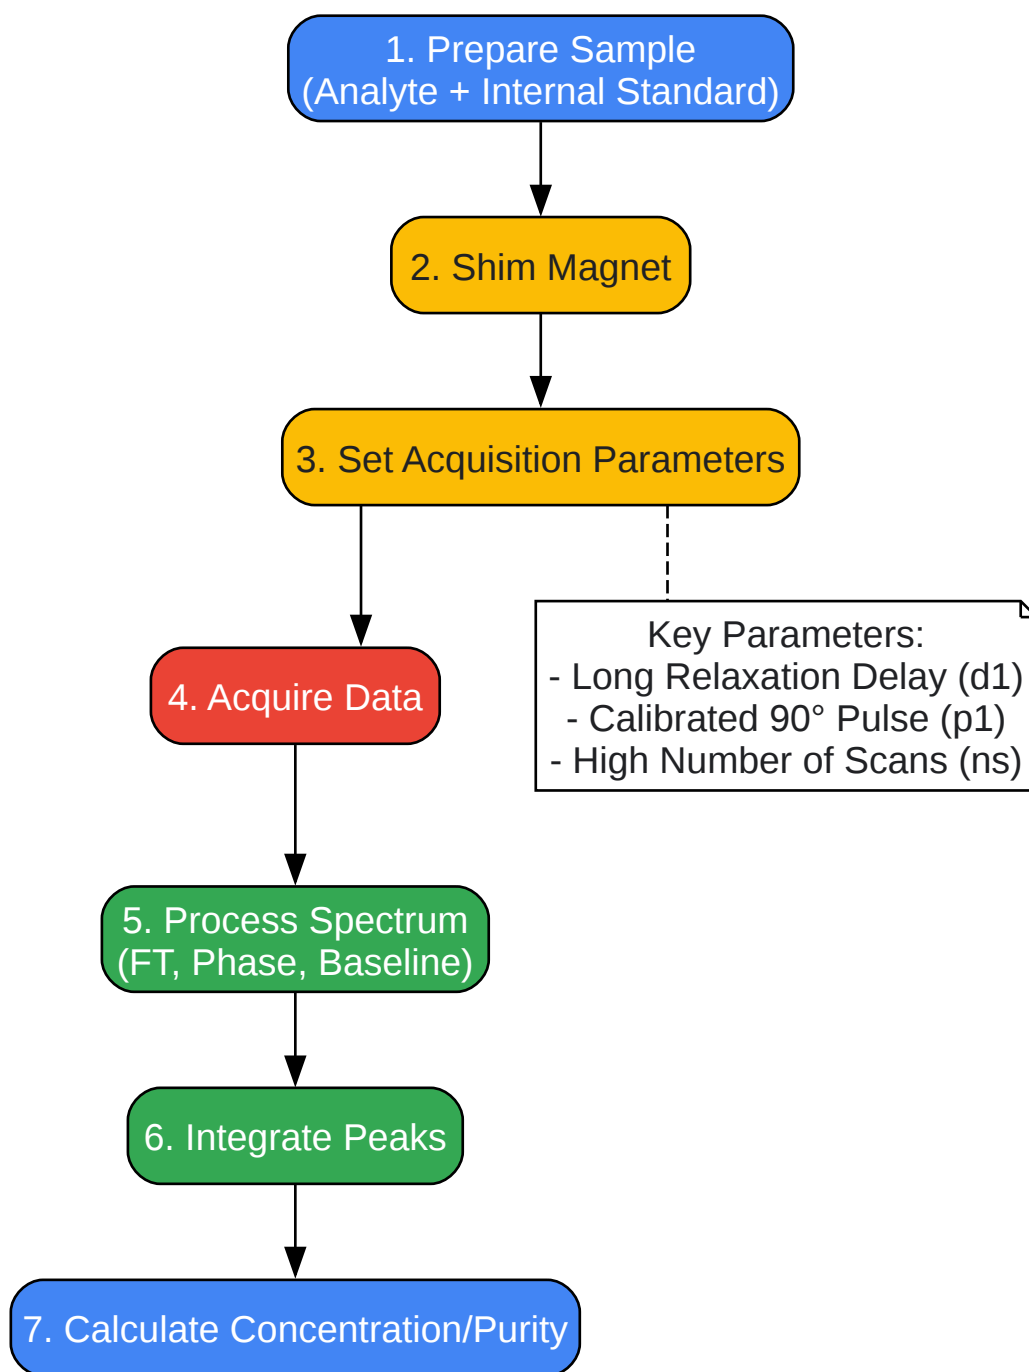 1. Prepare Sample
(Analyte + Internal Standard)
2. Shim Magnet
3. Set Acquisition Parameters
Key Parameters:
- Long Relaxation Delay (d1)
- Calibrated 90° Pulse (p1)
- High Number of Scans (ns)
4. Acquire Data
5. Process Spectrum
(FT, Phase, Baseline)
6. Integrate Peaks
7. Calculate Concentration/Purity